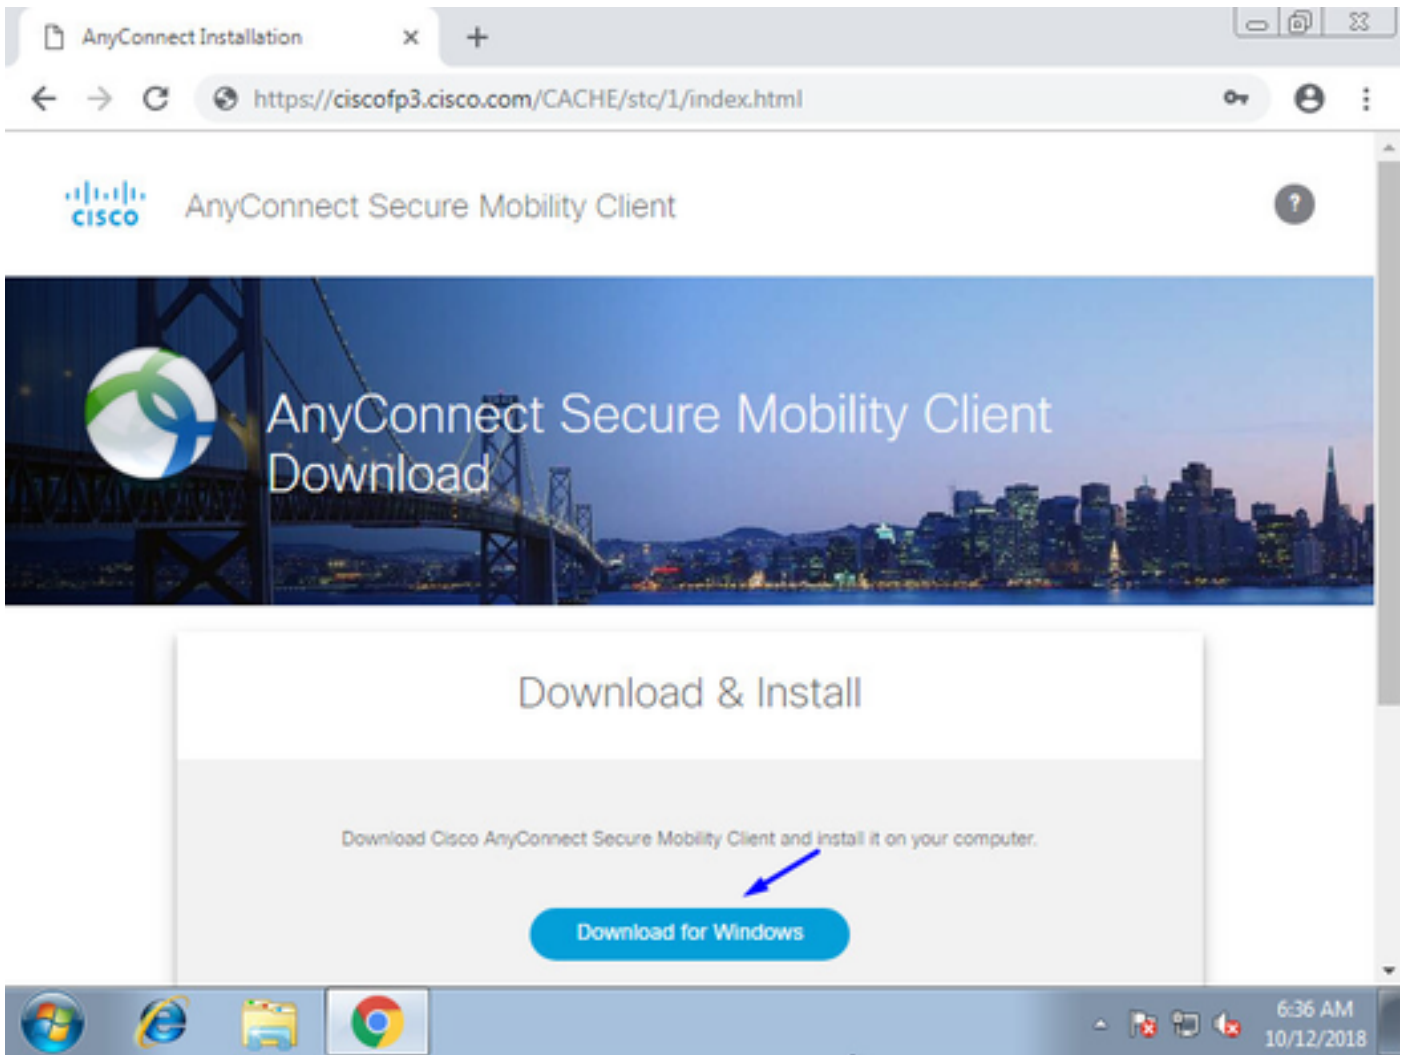 AnyConnect Installation
https://ciscofp3.cisco.com/CACHE/stc/1/index.html
CISCO
AnyConnect Secure Mobility Client
?
AnyConnect Secure Mobility Client
Download
Download & Install
Download Cisco AnyConnect Secure Mobility Client and install it on your computer.
Download for Windows
6:36 AM
10/12/2018